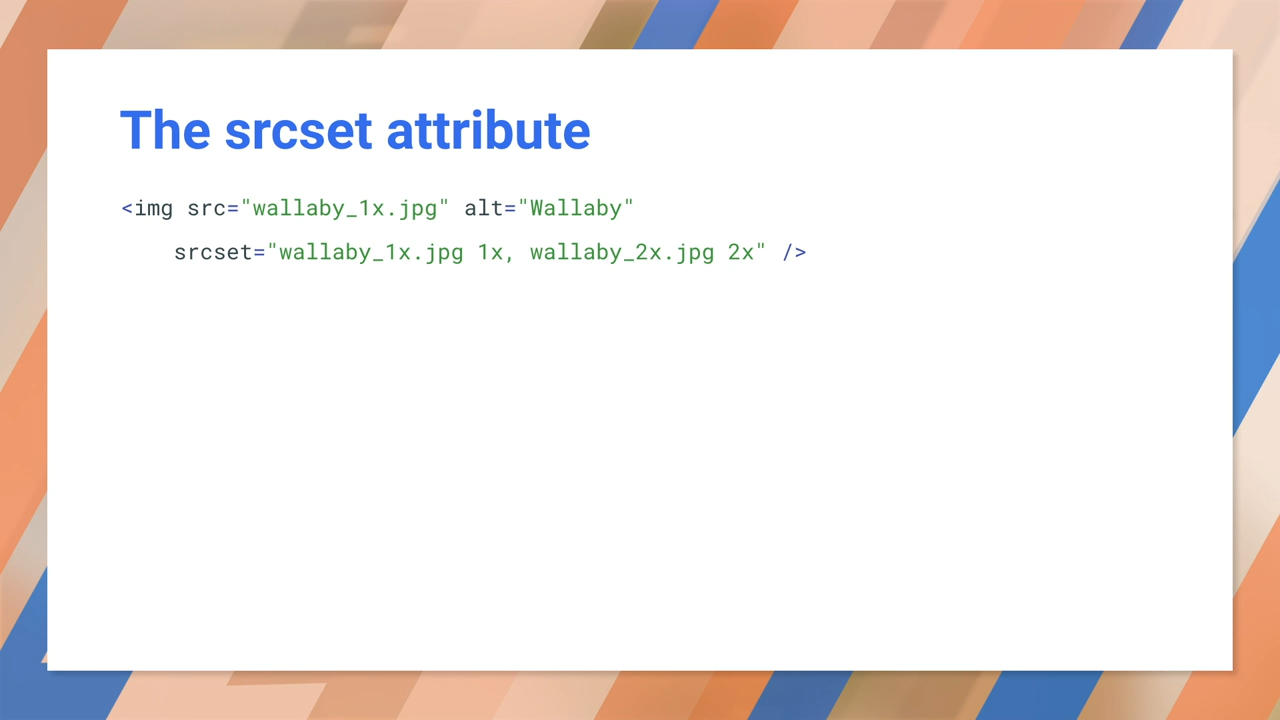 The srcset attribute
<img src="wallaby_1x.jpg" alt="Wallaby"
srcset="wallaby_1x.jpg 1x, wallaby_2x.jpg 2x" />